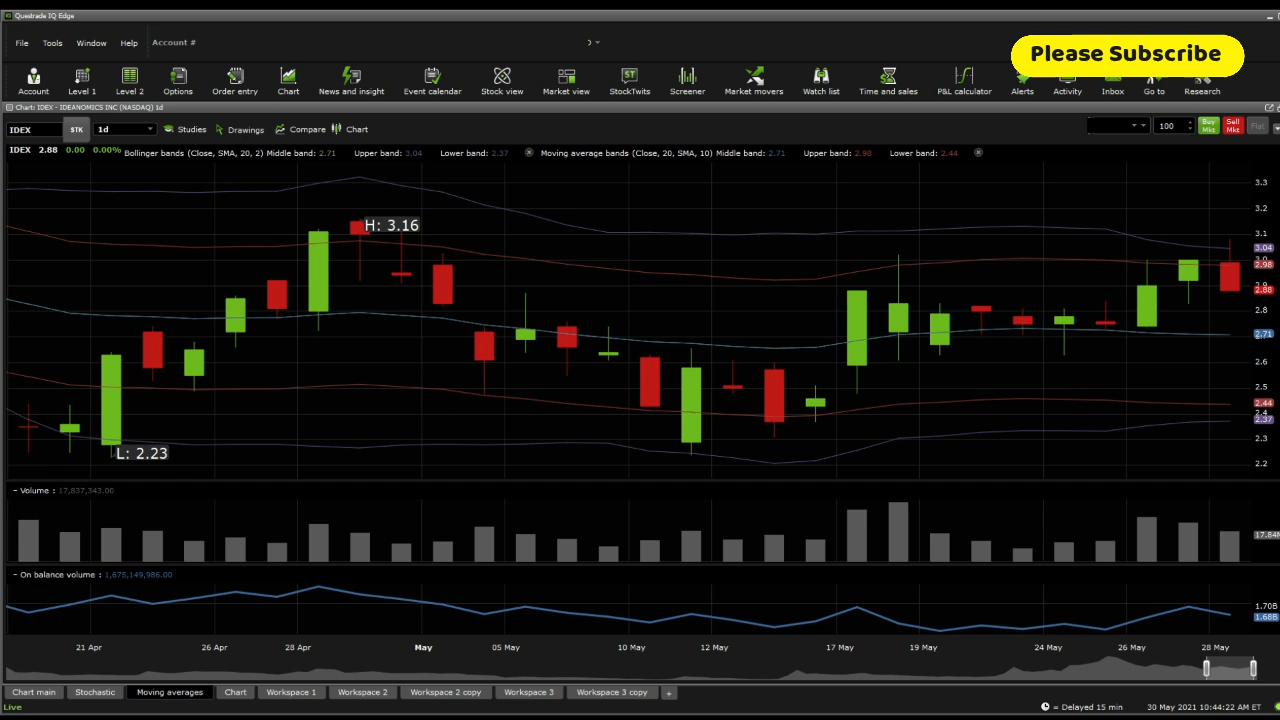 Questrade IQ Edge
File Tools Window Help Account #
Please Subscribe
Account Level 1 Level 2 Options Order entry Chart News and insight Event calendar Stock view Market view StockTwits Screener Market movers Watch list Time and sales P&L calculator Alerts Activity Inbox Go to Research
Chart: IDEX - IDEANOMICS INC (NASDAQ) 1d
IDEX STK 1d Studies Drawings Compare Chart 100 Buy Mkt Sell Mkt Flat
IDEX 2.88 0.00 0.00% Bollinger bands (Close, SMA, 20, 2) Middle band: 2.71 Upper band: 3.04 Lower band: 2.37 Moving average bands (Close, 20, SMA, 10) Middle band: 2.71 Upper band: 2.98 Lower band: 2.44
3.3
3.2
H: 3.16
3.1
3.04
2.98
2.88
2.8
2.71
2.6
2.5
2.44
2.4
2.37
2.3
L: 2.23
2.2
- Volume : 17,837,343.00
17.84M
- On balance volume : 1,675,149,986.00
1.70B
1.68B
21 Apr 26 Apr 28 Apr May 05 May 10 May 12 May 17 May 19 May 24 May 26 May 28 May
Chart main Stochastic Moving averages Chart Workspace 1 Workspace 2 Workspace 2 copy Workspace 3 Workspace 3 copy +
Live = Delayed 15 min 30 May 2021 10:44:22 AM ET